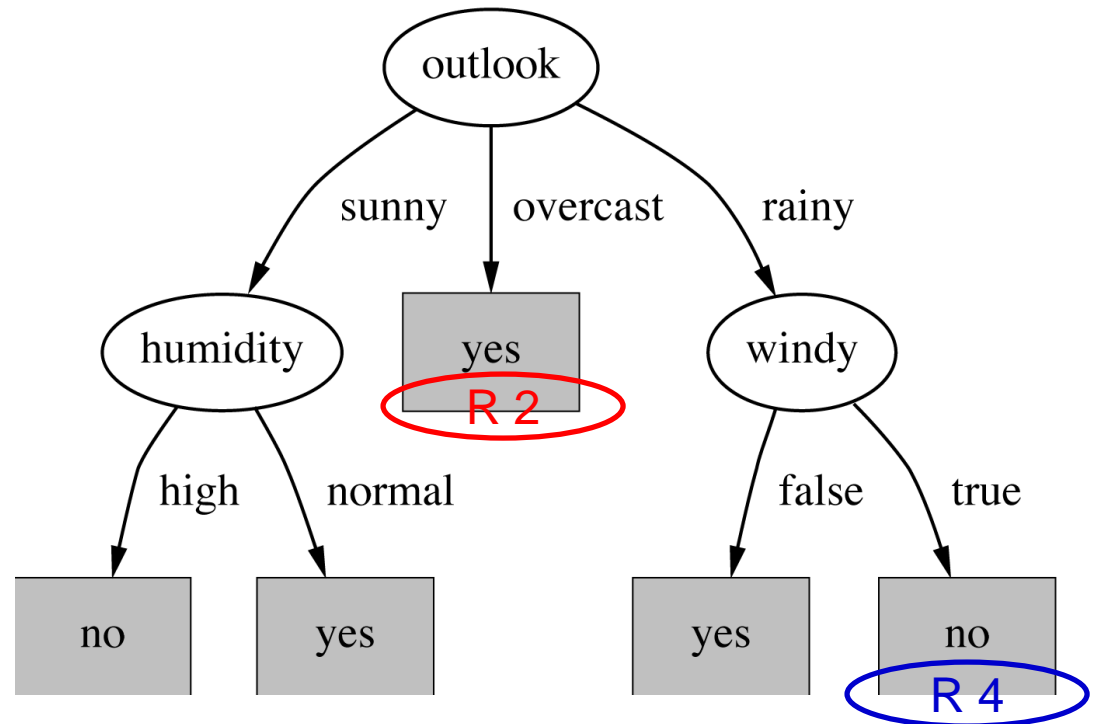 outlook
sunny overcast rainy
humidity yes windy
R 2
high normal false true
no yes yes no
R 4